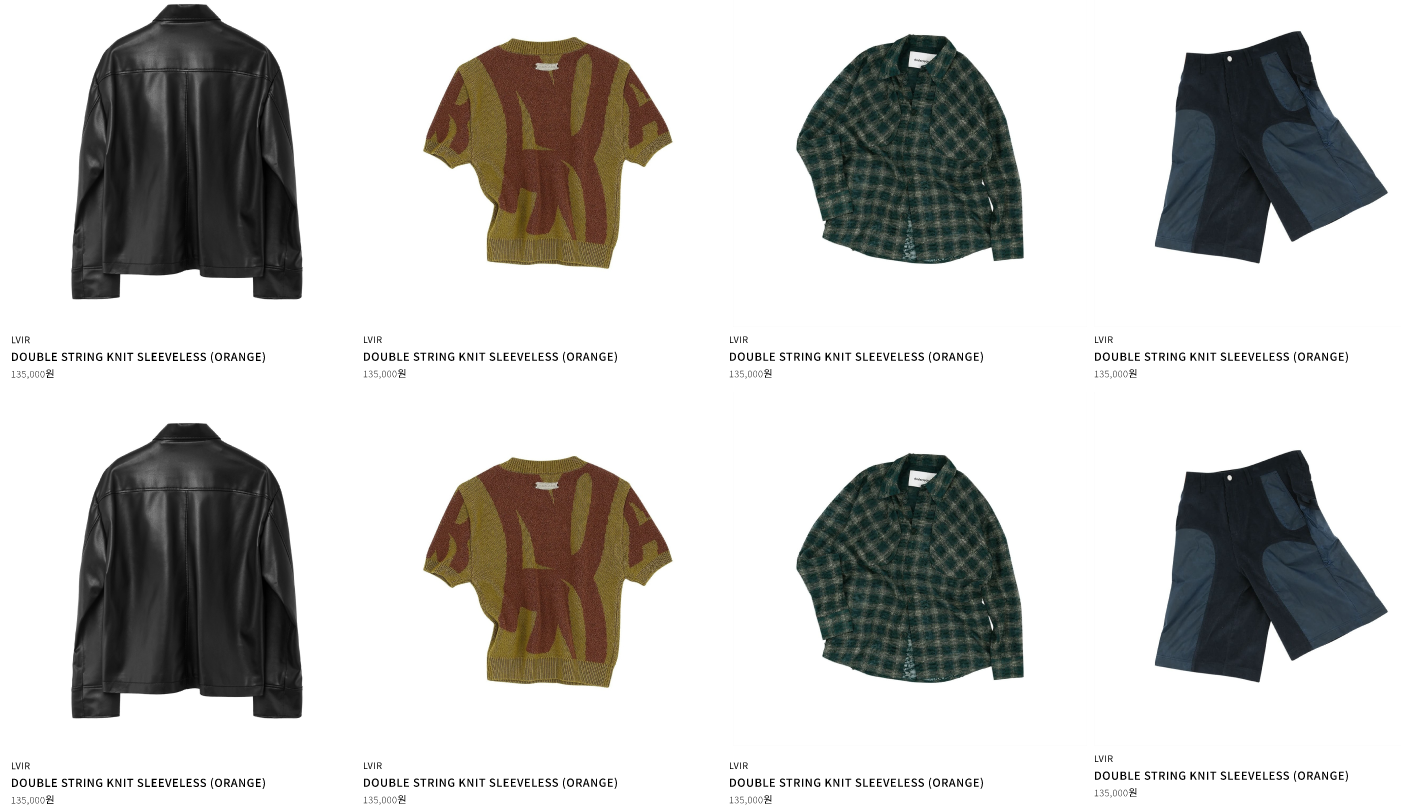 LVIR
DOUBLE STRING KNIT SLEEVELESS (ORANGE)
135,000원
LVIR
DOUBLE STRING KNIT SLEEVELESS (ORANGE)
135,000원
LVIR
DOUBLE STRING KNIT SLEEVELESS (ORANGE)
135,000원
LVIR
DOUBLE STRING KNIT SLEEVELESS (ORANGE)
135,000원
LVIR
DOUBLE STRING KNIT SLEEVELESS (ORANGE)
135,000원
LVIR
DOUBLE STRING KNIT SLEEVELESS (ORANGE)
135,000원
LVIR
DOUBLE STRING KNIT SLEEVELESS (ORANGE)
135,000원
LVIR
DOUBLE STRING KNIT SLEEVELESS (ORANGE)
135,000원